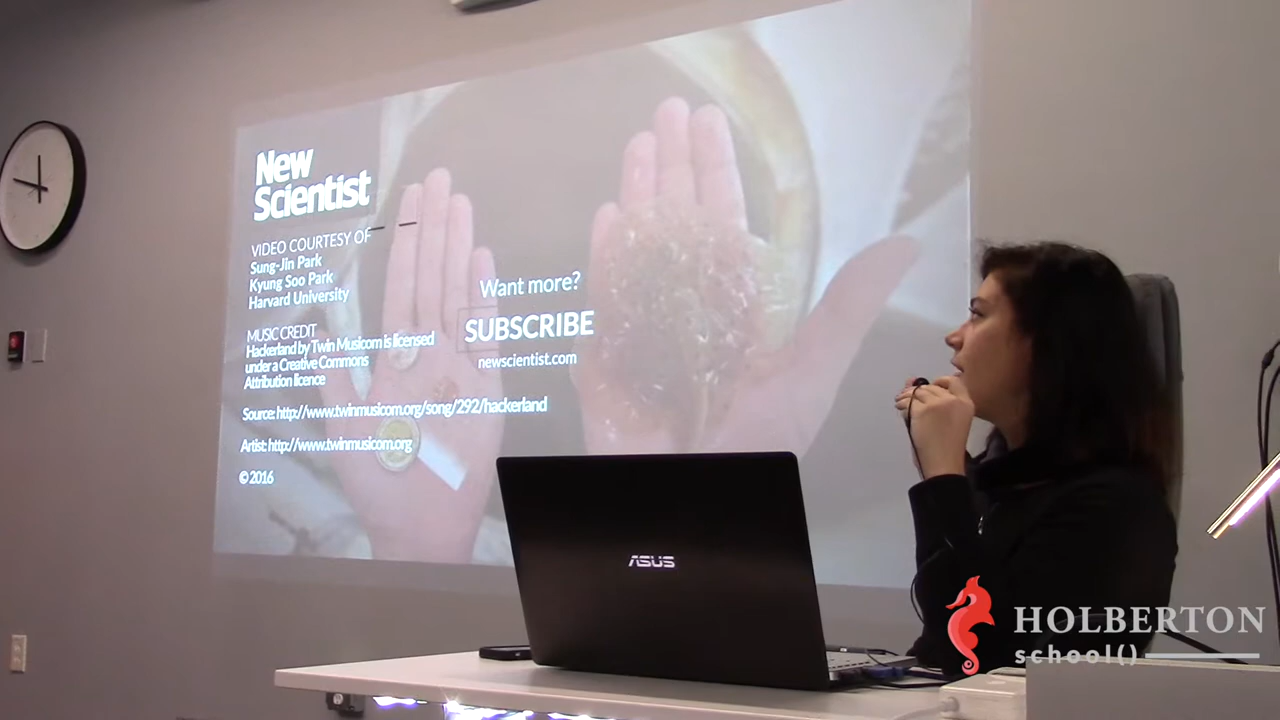 New
Scientist
VIDEO COURTESY OF
Sung-Jin Park
Kyung Soo Park
Harvard University
MUSIC CREDIT
Hackerland by Twin Musicom is licensed
under a Creative Commons
Attribution licence
Source: http://www.twinmusicom.org/song/292/hackerland
Artist: http://www.twinmusicom.org
© 2016
Want more?
SUBSCRIBE
newscientist.com
ASUS
HOLBERTON
school()